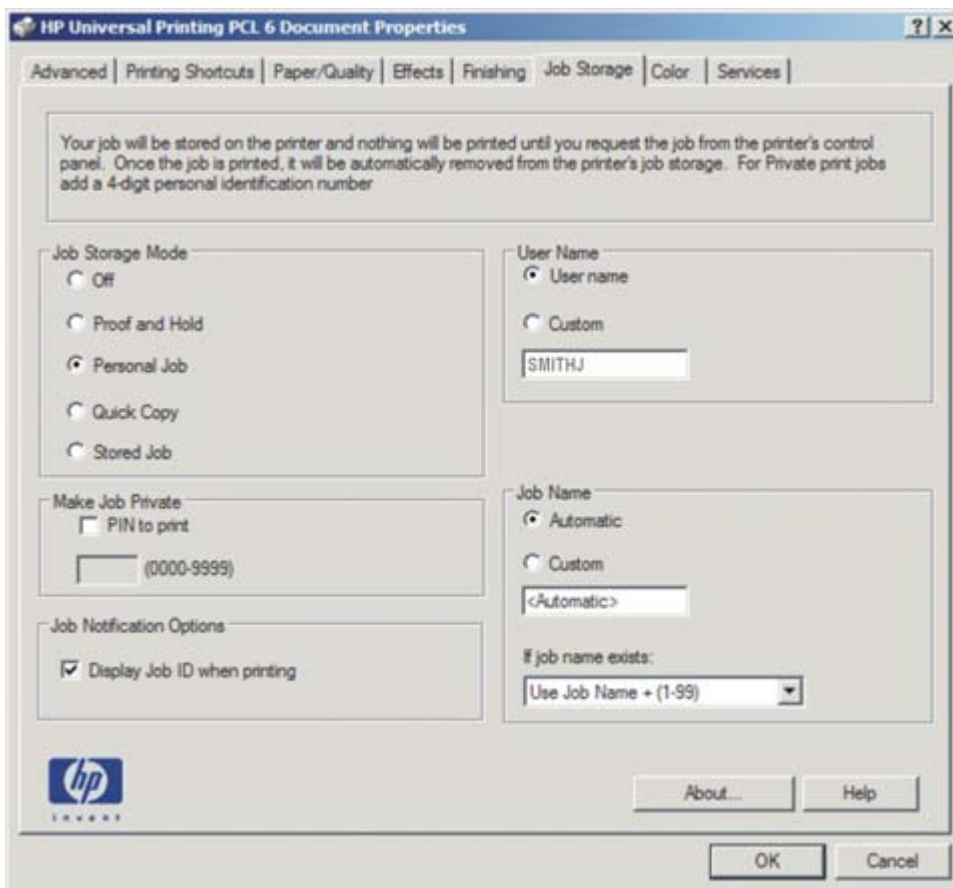 HP Universal Printing PCL 6 Document Properties
Advanced
Printing Shortcuts
Paper/Quality
Effects
Finishing
Job Storage
Color
Services
Your job will be stored on the printer and nothing will be printed until you request the job from the printer's control
panel. Once the job is printed, it will be automatically removed from the printer's job storage. For Private print jobs
add a 4-digit personal identification number
Job Storage Mode
Off
Proof and Hold
Personal Job
Quick Copy
Stored Job
Make Job Private
PIN to print
(0000-9999)
Job Notification Options
Display Job ID when printing
User Name
User name
Custom
SMITHJ
Job Name
Automatic
Custom
<Automatic>
If job name exists:
Use Job Name + (1-99)
hp
invent
About...
Help
OK
Cancel